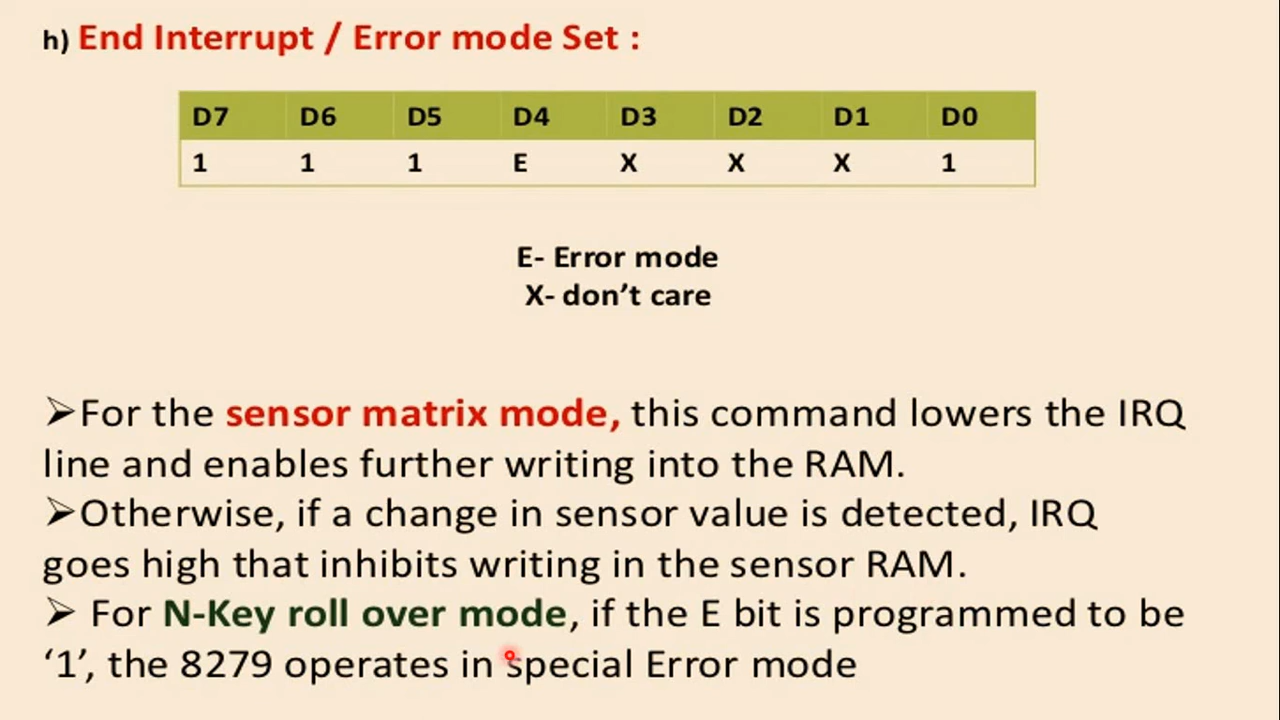 h) End Interrupt / Error mode Set :
D7 D6 D5 D4 D3 D2 D1 D0
1 1 1 E X X X 1
E- Error mode
X- don’t care
➢For the sensor matrix mode, this command lowers the IRQ
line and enables further writing into the RAM.
➢Otherwise, if a change in sensor value is detected, IRQ
goes high that inhibits writing in the sensor RAM.
➢ For N-Key roll over mode, if the E bit is programmed to be
‘1’, the 8279 operates in special Error mode